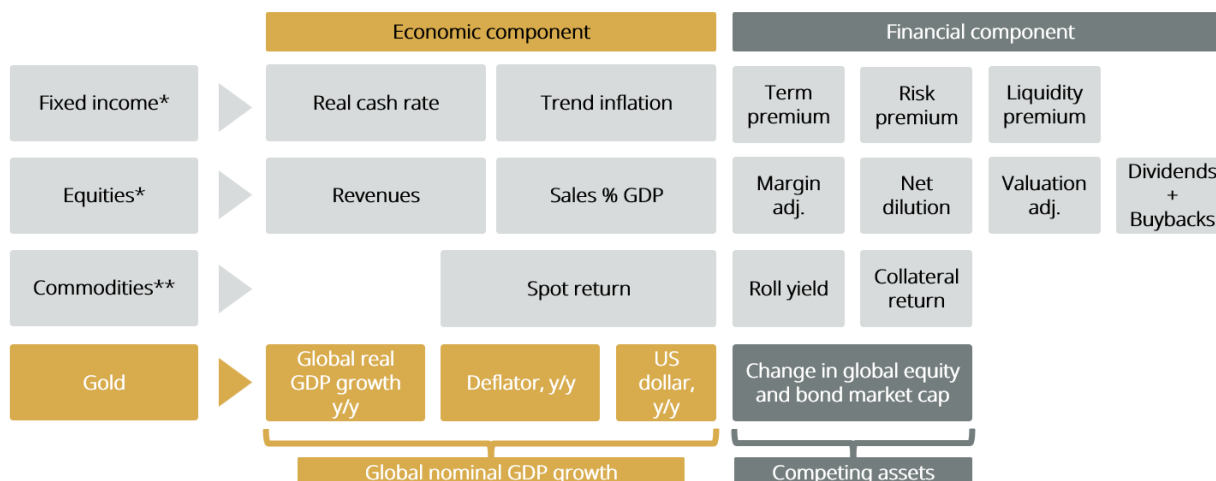 Economic component
Financial component
Fixed income*
Real cash rate
Trend inflation
Term
premium
Risk
premium
Liquidity
premium
Equities*
Revenues
Sales % GDP
Margin
adj.
Net
dilution
Valuation
adj.
Dividends
+
Buybacks
Commodities**
Spot return
Roll yield
Collateral
return
Gold
Global real
GDP growth
y/y
Deflator, y/y
US
dollar,
y/y
Change in global equity
and bond market cap
Global nominal GDP growth
Competing assets